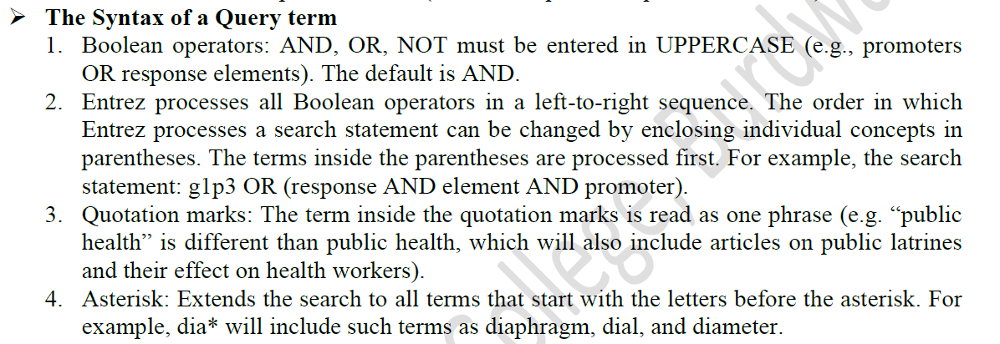 ➢ The Syntax of a Query term
1. Boolean operators: AND, OR, NOT must be entered in UPPERCASE (e.g., promoters
OR response elements). The default is AND.
2. Entrez processes all Boolean operators in a left-to-right sequence. The order in which
Entrez processes a search statement can be changed by enclosing individual concepts in
parentheses. The terms inside the parentheses are processed first. For example, the search
statement: g1p3 OR (response AND element AND promoter).
3. Quotation marks: The term inside the quotation marks is read as one phrase (e.g. “public
health” is different than public health, which will also include articles on public latrines
and their effect on health workers).
4. Asterisk: Extends the search to all terms that start with the letters before the asterisk. For
example, dia* will include such terms as diaphragm, dial, and diameter.
College,